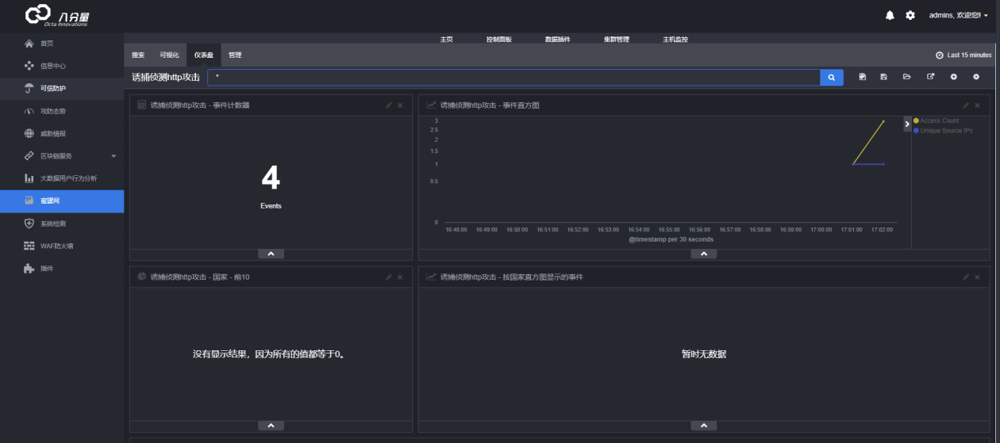 八分量
Octa Innovations
admins, 欢迎您!
首页
信息中心
可信防护
攻防态势
威胁情报
区块链服务
大数据用户行为分析
蜜罐网
系统检测
WAF防火墙
插件
主页 控制面板 数据插件 集群管理 主机监控
搜索 可视化 仪表盘 管理 Last 15 minutes
诱捕侦测http攻击 *
诱捕侦测http攻击 - 事件计数器
4
Events
诱捕侦测http攻击 - 事件直方图
3
2.5
2
1.5
1
0.5
0
16:48:00 16:49:00 16:50:00 16:51:00 16:52:00 16:53:00 16:54:00 16:55:00 16:56:00 16:57:00 16:58:00 16:59:00 17:00:00 17:01:00 17:02:00
@timestamp per 30 seconds
Access Count
Unique Source IPs
诱捕侦测http攻击 - 国家 - 前10
没有显示结果，因为所有的值都等于0。
诱捕侦测http攻击 - 按国家直方图显示的事件
暂时无数据